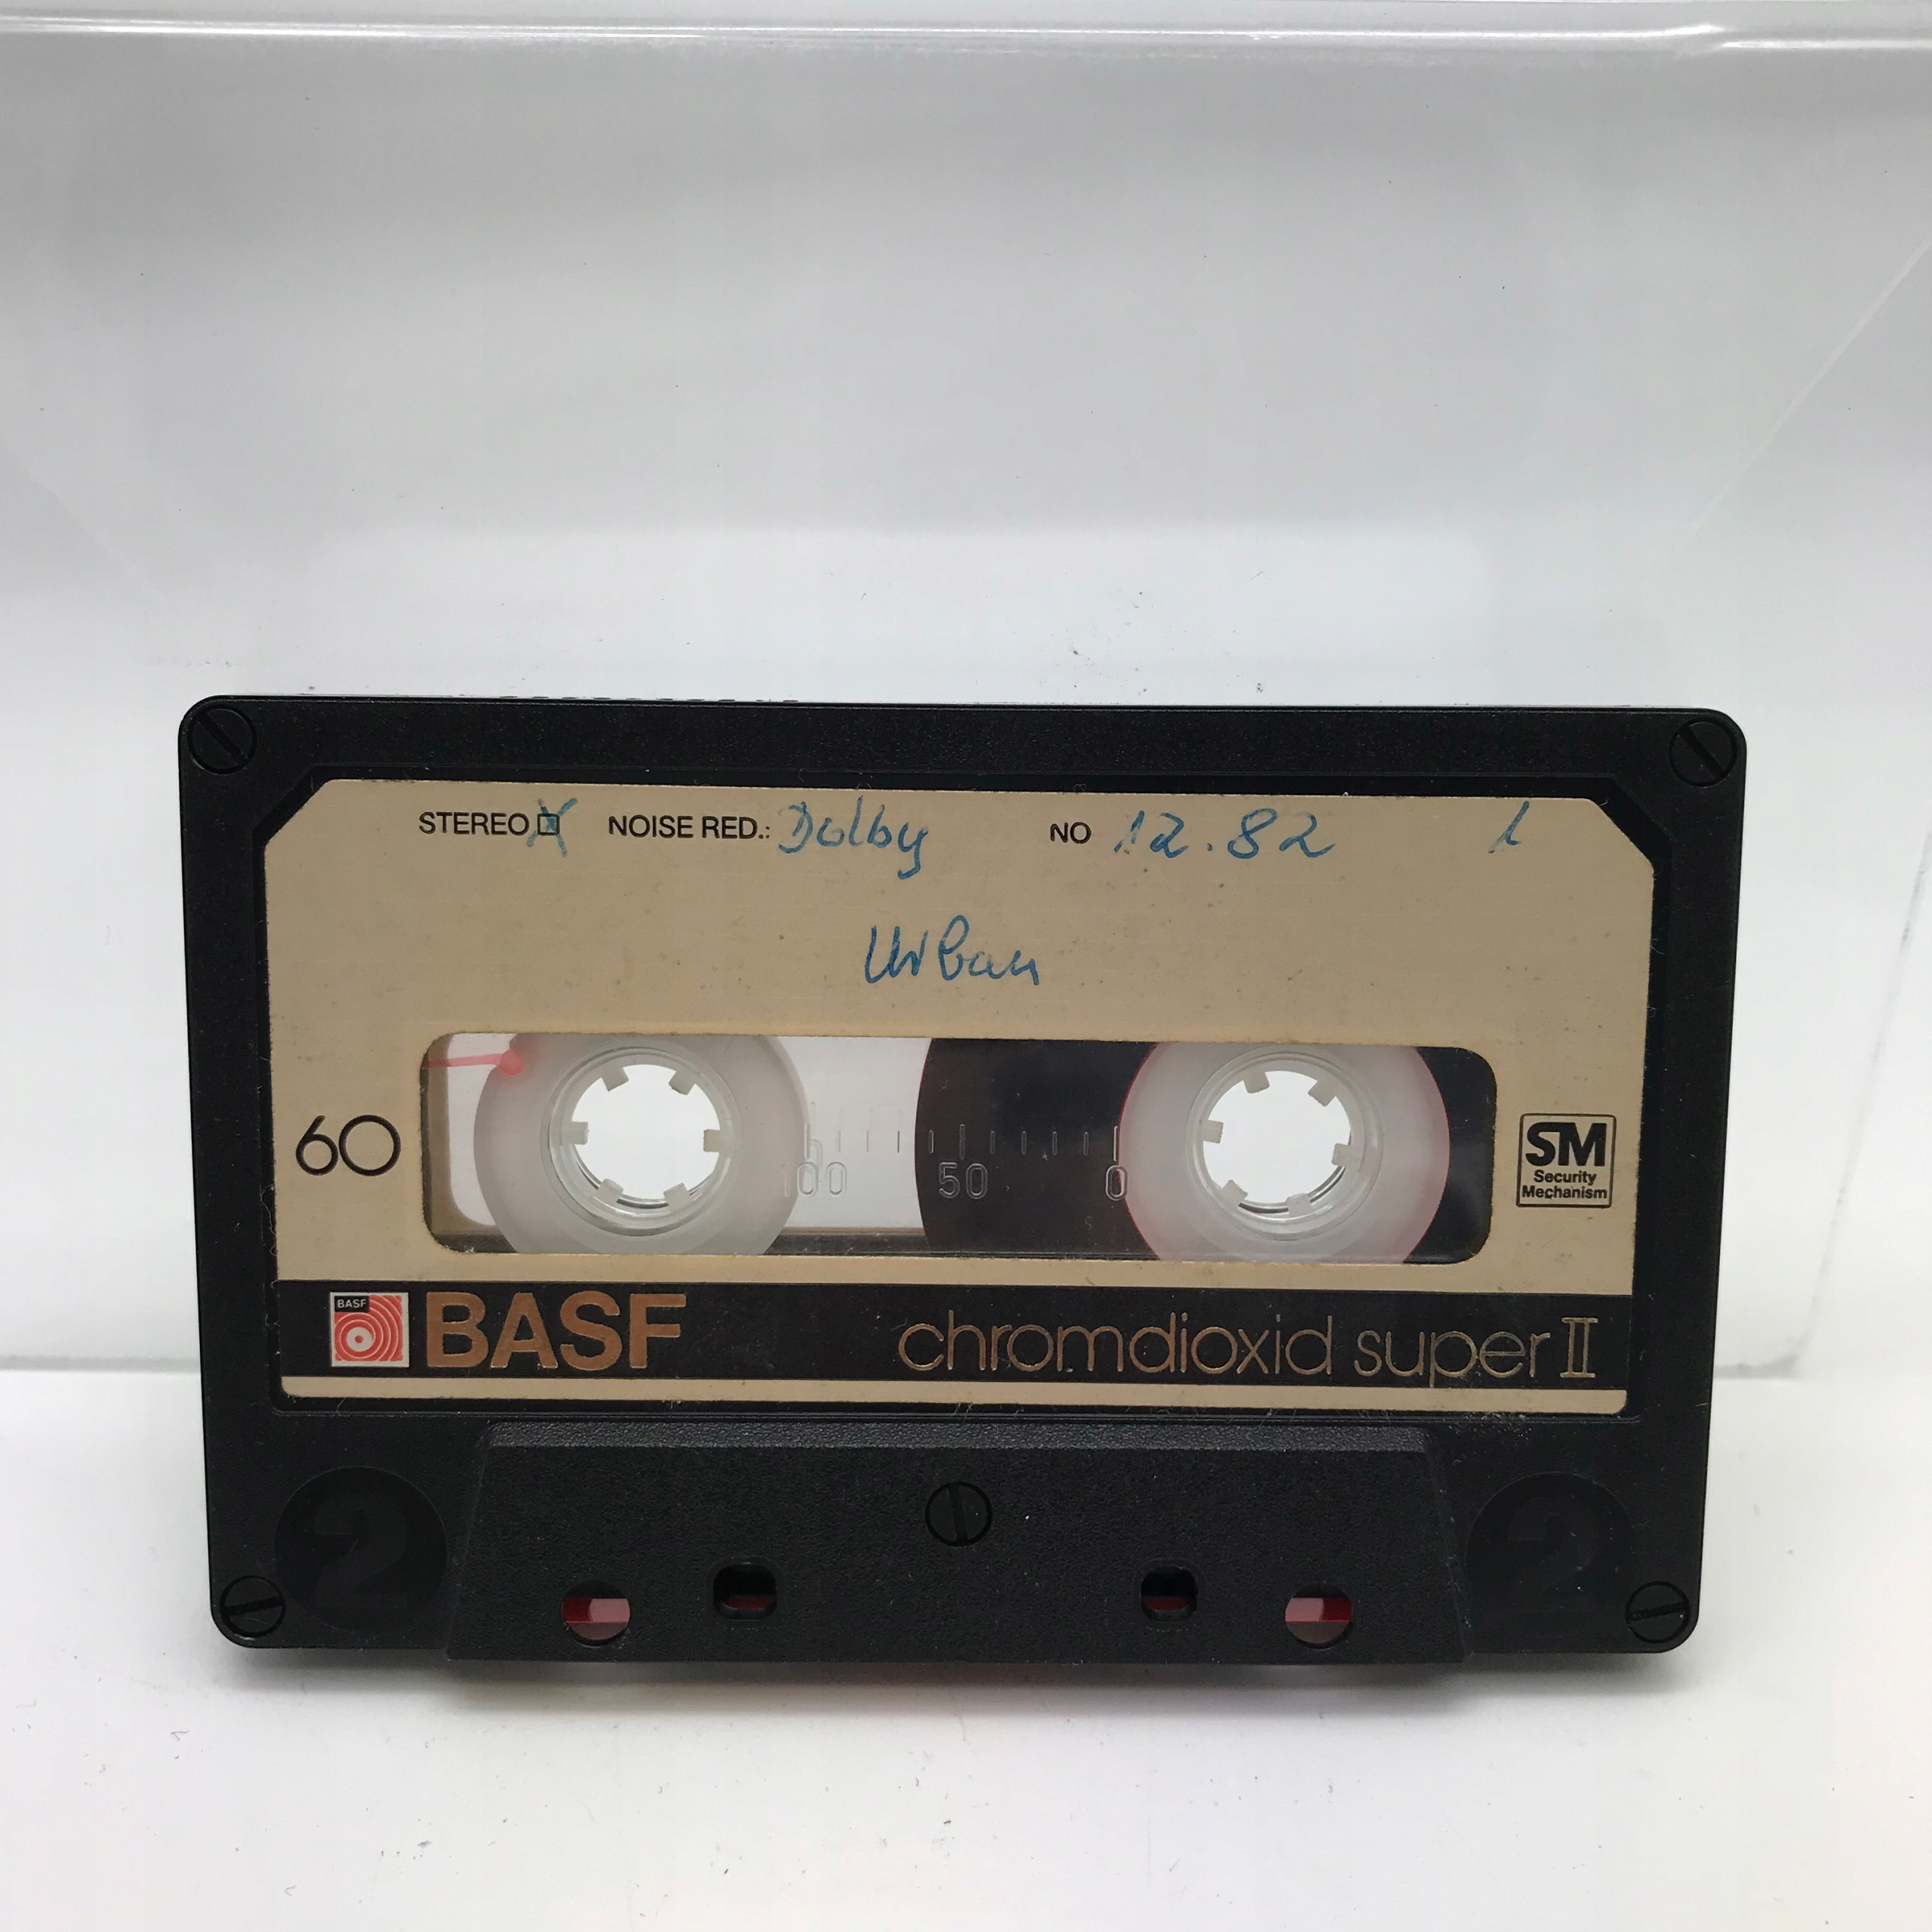 STEREO NOISE RED.: Dolby NO 12.82 1
Urban
60
100 50 0
SM
Security
Mechanism
BASF
BASF chromdioxid super II
2 2